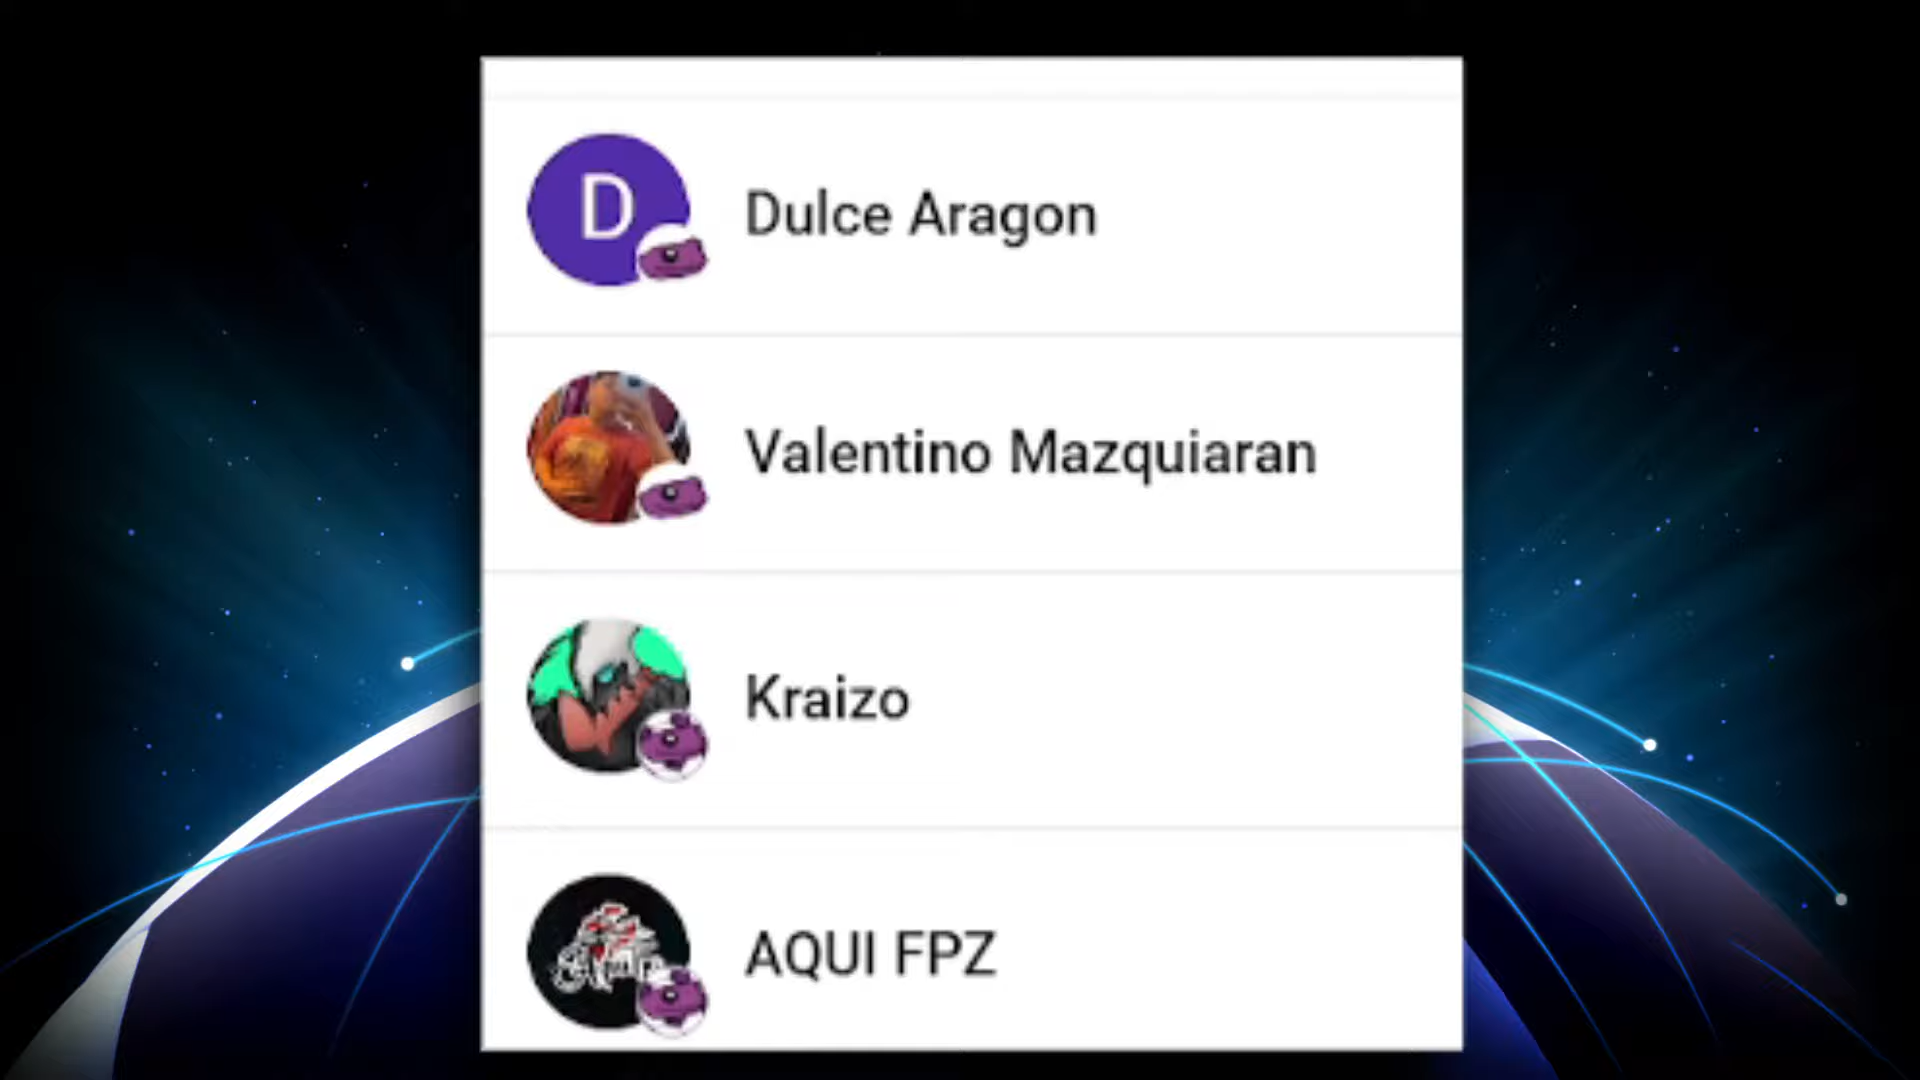 D
Dulce Aragon
Valentino Mazquiaran
Kraizo
AQUI FPZ